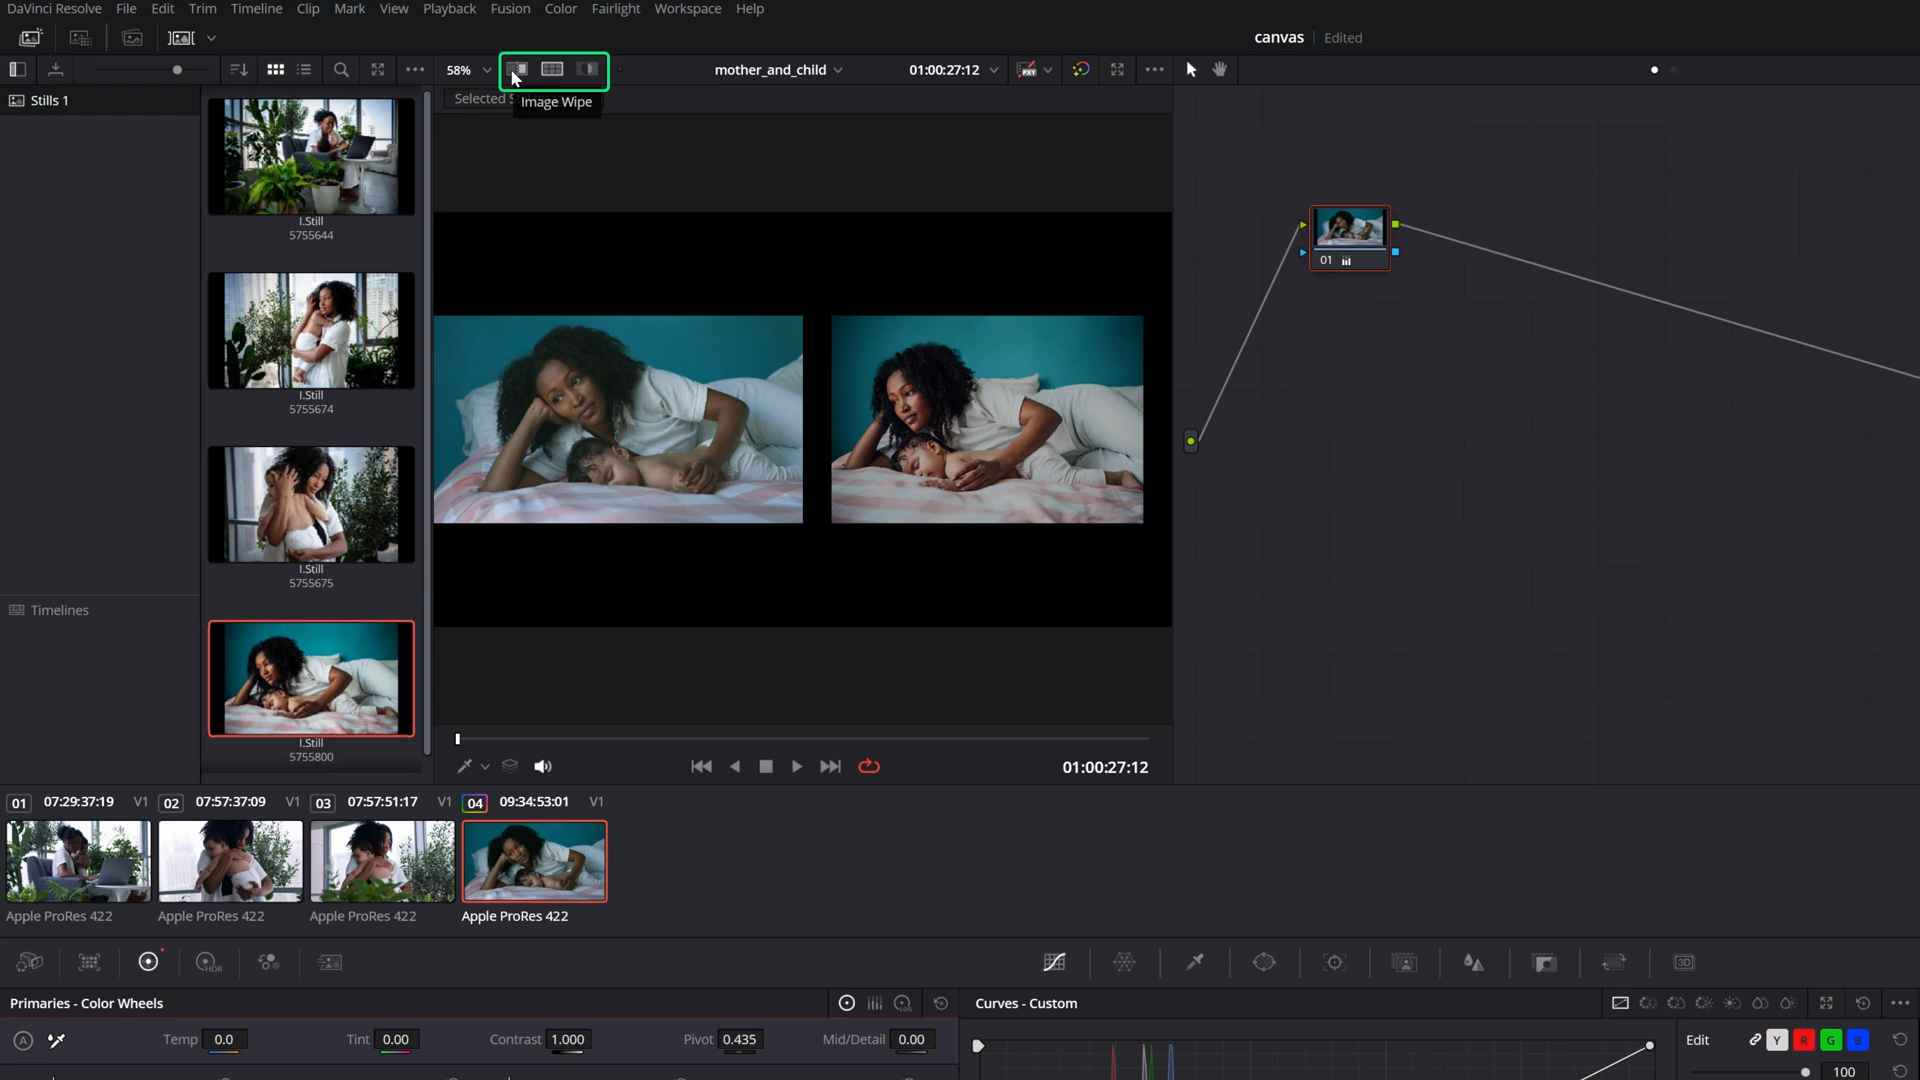 DaVinci Resolve File Edit Trim Timeline Clip Mark View Playback Fusion Color Fairlight Workspace Help
canvas Edited
58% mother_and_child 01:00:27:12 PXY
Stills 1
Selected S
Image Wipe
I.Still
5755644
I.Still
5755674
I.Still
5755675
I.Still
5755800
Timelines
01
01:00:27:12
01 07:29:37:19 V1 02 07:57:37:09 V1 03 07:57:51:17 V1 04 09:34:53:01 V1
Apple ProRes 422 Apple ProRes 422 Apple ProRes 422 Apple ProRes 422
HDR 3D
Primaries - Color Wheels LOG Curves - Custom
A Temp 0.0 Tint 0.00 Contrast 1.000 Pivot 0.435 Mid/Detail 0.00 Edit Y R G B
100